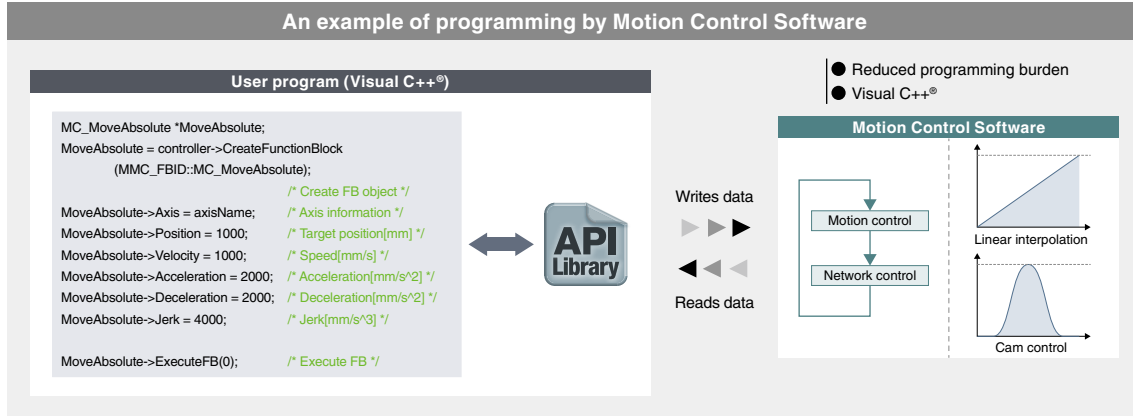 An example of programming by Motion Control Software
User program (Visual C++®)
MC_MoveAbsolute *MoveAbsolute;
MoveAbsolute = controller->CreateFunctionBlock
(MMC_FBID::MC_MoveAbsolute);
/* Create FB object */
MoveAbsolute->Axis = axisName; /* Axis information */
MoveAbsolute->Position = 1000; /* Target position[mm] */
MoveAbsolute->Velocity = 1000; /* Speed[mm/s] */
MoveAbsolute->Acceleration = 2000; /* Acceleration[mm/s^2] */
MoveAbsolute->Deceleration = 2000; /* Deceleration[mm/s^2] */
MoveAbsolute->Jerk = 4000; /* Jerk[mm/s^3] */
MoveAbsolute->ExecuteFB(0); /* Execute FB */
API
Library
Writes data
Reads data
● Reduced programming burden
● Visual C++®
Motion Control Software
Motion control
Network control
Linear interpolation
Cam control